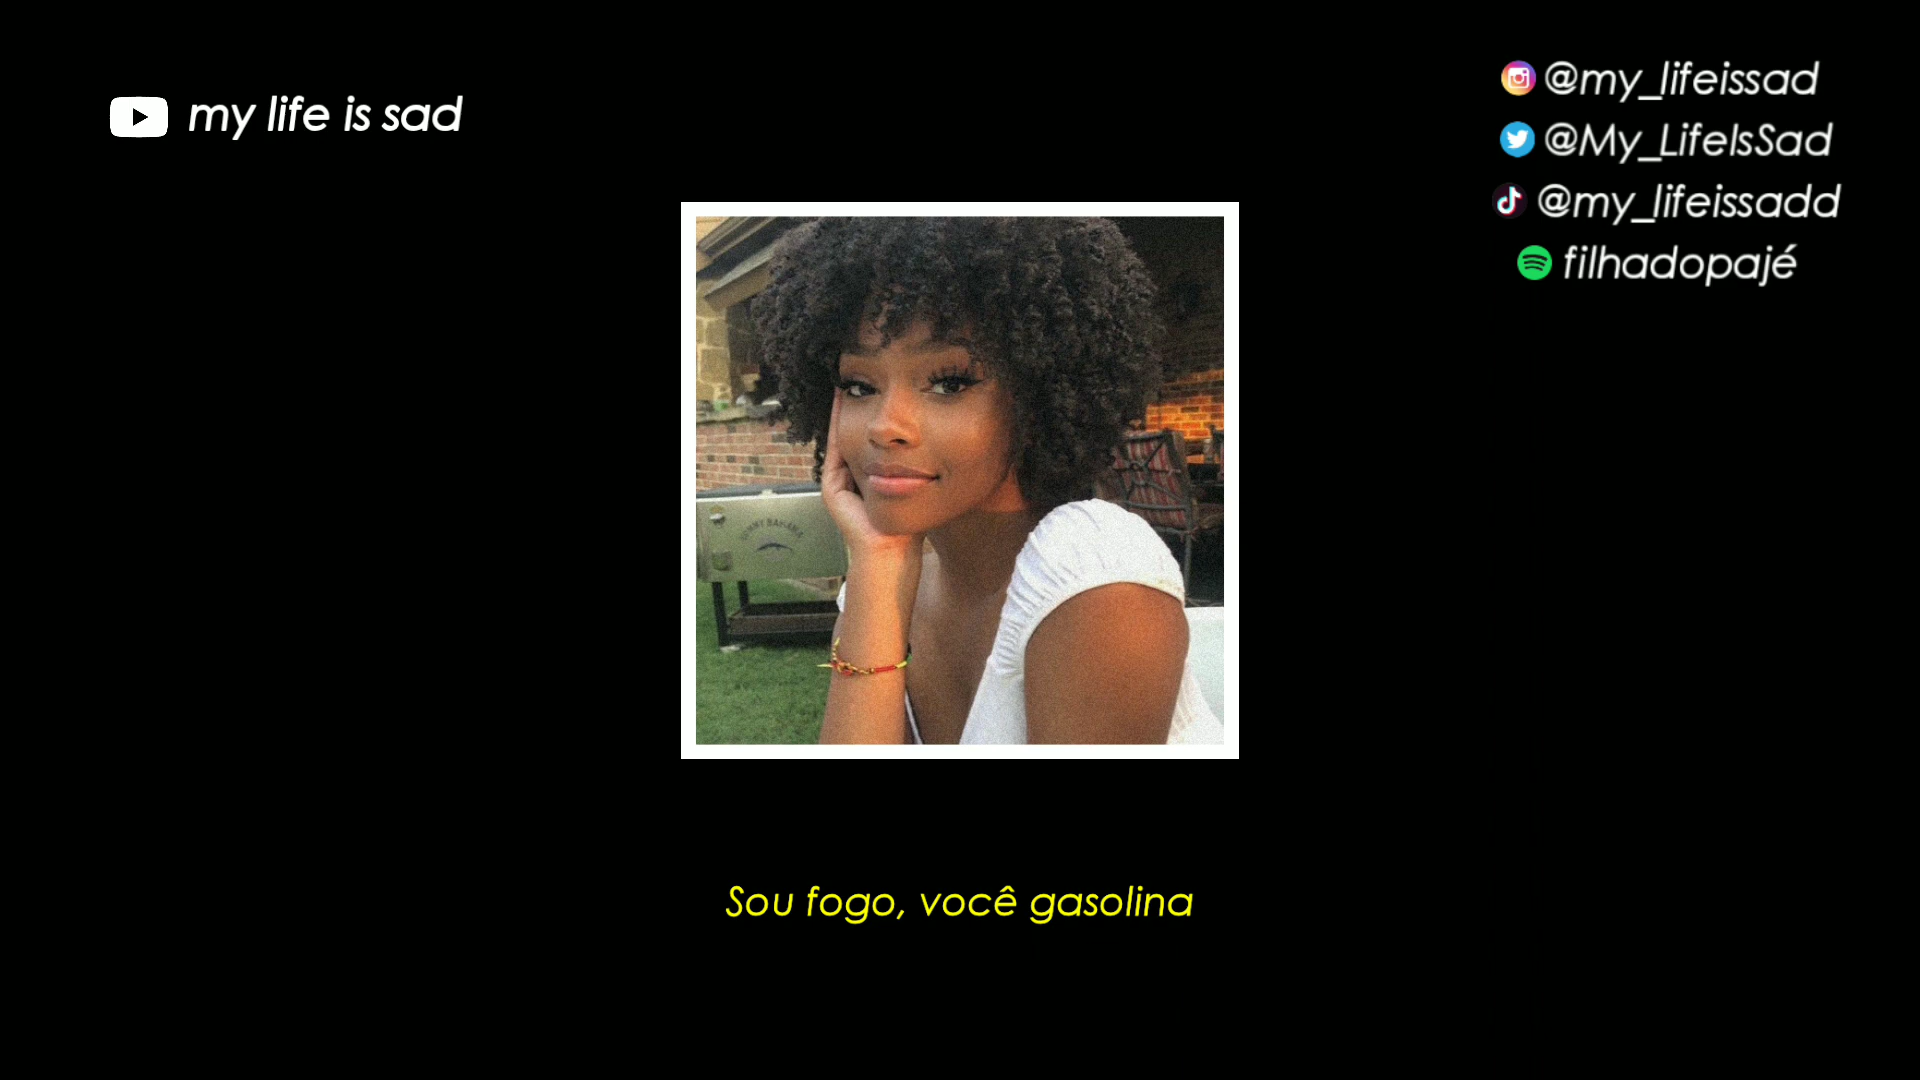 my life is sad
@my_lifeissad
@My_LifeIsSad
@my_lifeissadd
filhadopajé
Sou fogo, você gasolina